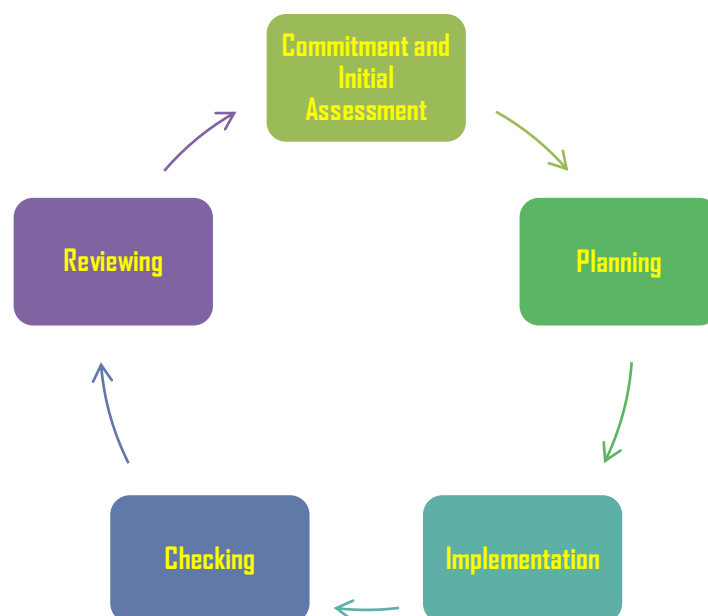 Commitment and
Initial
Assessment
Planning
Implementation
Checking
Reviewing